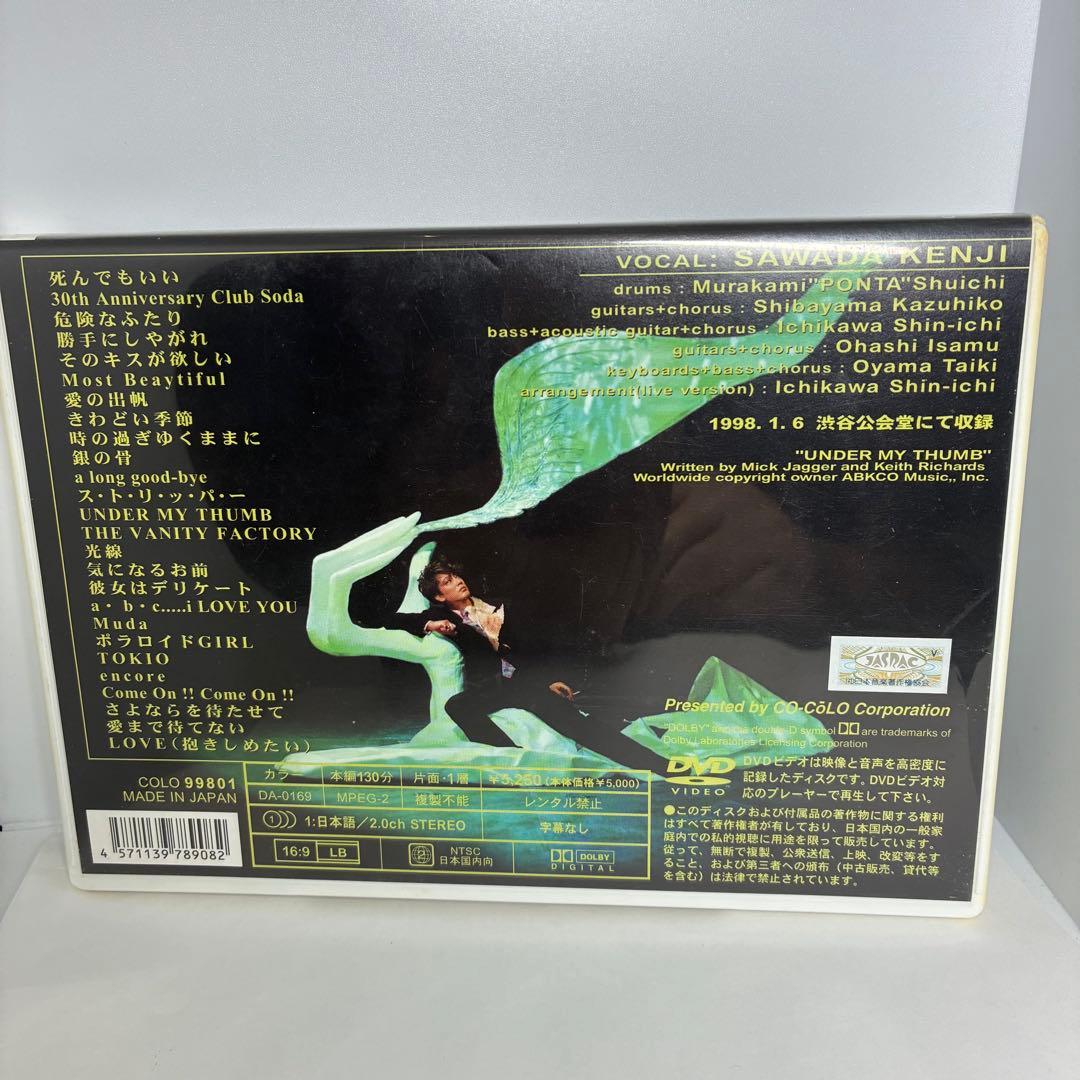 死んでもいい
30th Anniversary Club Soda
危険なふたり
勝手にしやがれ
そのキスが欲しい
Most Beaytiful
愛の出帆
きわどい季節
時の過ぎゆくままに
銀の骨
a long good-bye
ス・ト・リ・ッ・パ・ー
UNDER MY THUMB
THE VANITY FACTORY
光線
気になるお前
彼女はデリケート
a・b・c.....i LOVE YOU
Muda
ポラロイドGIRL
TOKIO
encore
Come On !! Come On !!
さよならを待たせて
愛まで待てない
LOVE(抱きしめたい)
VOCAL: SAWADA KENJI
drums : Murakami"PONTA"Shuichi
guitars+chorus : Shibayama Kazuhiko
bass+acoustic guitar+chorus : Ichikawa Shin-ichi
guitars+chorus : Ohashi Isamu
keyboards+bass+chorus : Oyama Taiki
arrangement(live version) : Ichikawa Shin-ichi
1998. 1. 6 渋谷公会堂にて収録
"UNDER MY THUMB"
Written by Mick Jagger and Keith Richards
Worldwide copyright owner ABKCO Music,, Inc.
V
JASRAC
Presented by CO-CōLO Corporation
"DOLBY" and the double-D symbol DD are trademarks of
Dolby Laboratories Licensing Corporation
COLO 99801
MADE IN JAPAN
4 571139 789082
カラー 本編130分 片面・1層 ¥5,250(本体価格¥5,000)
DA-0169 MPEG-2 複製不能 レンタル禁止
1 1:日本語/2.0ch STEREO 字幕なし
16:9 LB NTSC 日本国内向 DOLBY DIGITAL
DVD VIDEO
DVDビデオは映像と音声を高密度に
記録したディスクです。DVDビデオ対
応のプレーヤーで再生して下さい。
●このディスクおよび付属品の著作物に関する権利
はすべて著作権者が有しており、日本国内の一般家
庭内での私的視聴に用途を限って販売しています。
従って、無断で複製、公衆送信、上映、改変等をす
ること、および第三者への頒布(中古販売、貸代等
を含む)は法律で禁止されています。